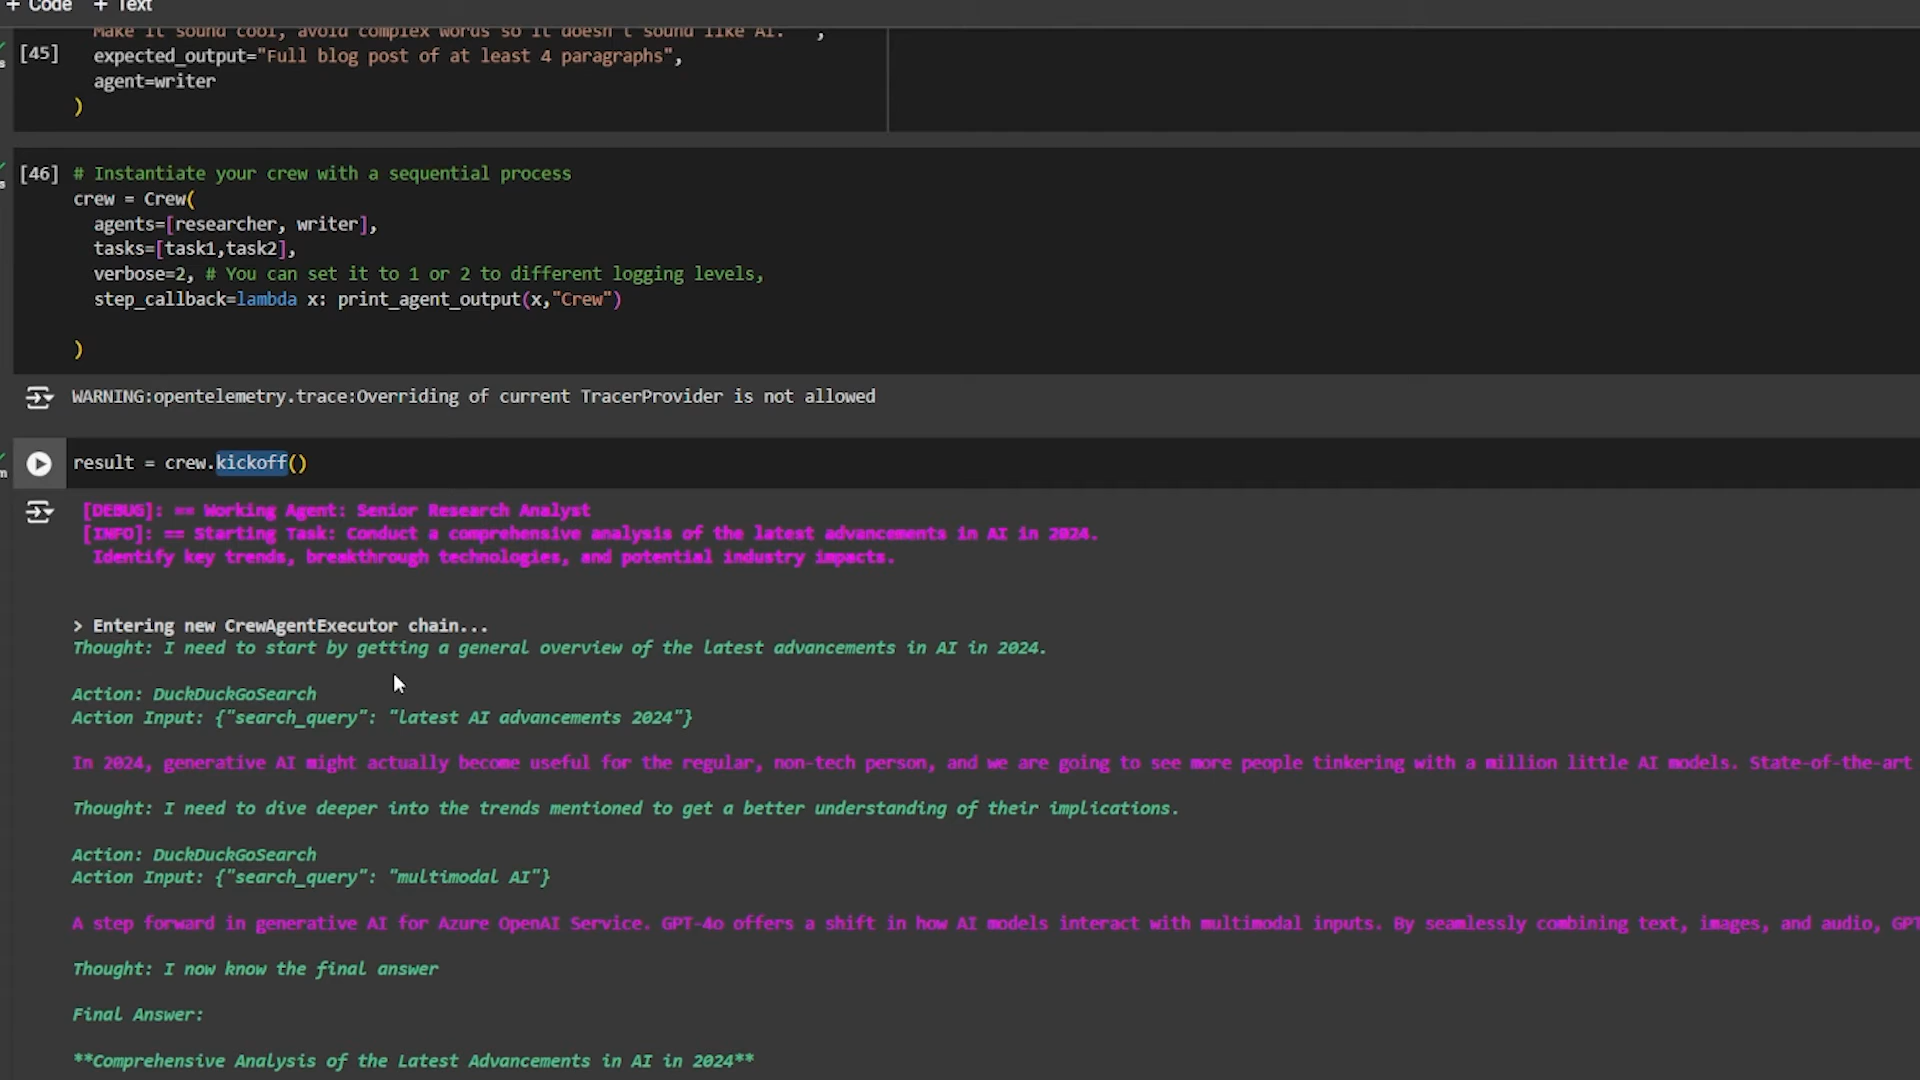 + Code + Text
Make it sound cool, avoid complex words so it doesn't sound like AI.""",
[45] expected_output="Full blog post of at least 4 paragraphs",
agent=writer
)
[46] # Instantiate your crew with a sequential process
crew = Crew(
agents=[researcher, writer],
tasks=[task1,task2],
verbose=2, # You can set it to 1 or 2 to different logging levels,
step_callback=lambda x: print_agent_output(x,"Crew")
)
WARNING:opentelemetry.trace:Overriding of current TracerProvider is not allowed
result = crew.kickoff()
[DEBUG]: == Working Agent: Senior Research Analyst
[INFO]: == Starting Task: Conduct a comprehensive analysis of the latest advancements in AI in 2024.
Identify key trends, breakthrough technologies, and potential industry impacts.
> Entering new CrewAgentExecutor chain...
Thought: I need to start by getting a general overview of the latest advancements in AI in 2024.
Action: DuckDuckGoSearch
Action Input: {"search_query": "latest AI advancements 2024"}
In 2024, generative AI might actually become useful for the regular, non-tech person, and we are going to see more people tinkering with a million little AI models. State-of-the-art
Thought: I need to dive deeper into the trends mentioned to get a better understanding of their implications.
Action: DuckDuckGoSearch
Action Input: {"search_query": "multimodal AI"}
A step forward in generative AI for Azure OpenAI Service. GPT-4o offers a shift in how AI models interact with multimodal inputs. By seamlessly combining text, images, and audio, GPT
Thought: I now know the final answer
Final Answer:
**Comprehensive Analysis of the Latest Advancements in AI in 2024**